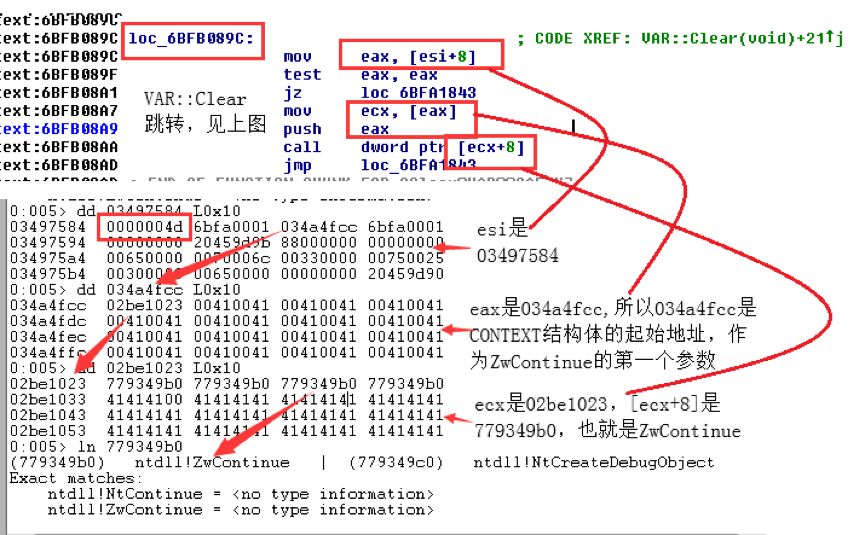 text:6BFB089C
text:6BFB089C loc_6BFB089C: ; CODE XREF: VAR::Clear(void)+21↑j
text:6BFB089C mov eax, [esi+8]
text:6BFB089F test eax, eax
text:6BFB08A1 jz loc_6BFA1843
text:6BFB08A7 mov ecx, [eax]
text:6BFB08A9 push eax
text:6BFB08AA call dword ptr [ecx+8]
text:6BFB08AD jmp loc_6BFA1843
VAR::Clear
跳转，见上图
0:005> dd 03497584 L0x10
03497584 0000004d 6bfa0001 034a4fcc 6bfa0001
03497594 00000000 20459d9b 88000000 00000000
034975a4 00650000 0070006c 00330000 00750025
034975b4 00300000 00650000 00000000 20459d90
0:005> dd 034a4fcc L0x10
034a4fcc 02be1023 00410041 00410041 00410041
034a4fdc 00410041 00410041 00410041 00410041
034a4fec 00410041 00410041 00410041 00410041
034a4ffc 00410041 00410041 00410041 00410041
0:005> dd 02be1023 L0x10
02be1023 779349b0 779349b0 779349b0 779349b0
02be1033 41414100 41414141 41414141 41414141
02be1043 41414141 41414141 41414141 41414141
02be1053 41414141 41414141 41414141 41414141
0:005> ln 779349b0
(779349b0) ntdll!ZwContinue | (779349c0) ntdll!NtCreateDebugObject
Exact matches:
ntdll!NtContinue = <no type information>
ntdll!ZwContinue = <no type information>
esi是
03497584
eax是034a4fcc,所以034a4fcc是
CONTEXT结构体的起始地址，作
为ZwContinue的第一个参数
ecx是02be1023，[ecx+8]是
779349b0，也就是ZwContinue